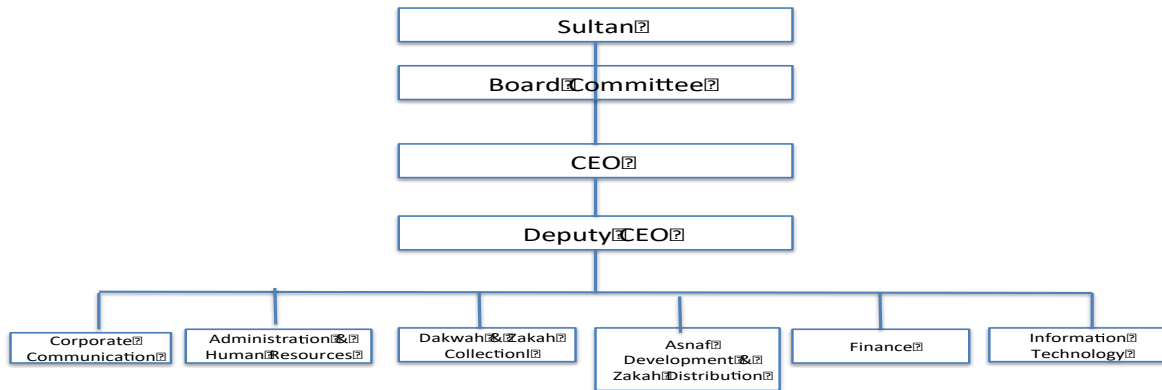 Sultan
Board Committee
CEO
Deputy CEO
Corporate
Communication
Administration &
Human Resources
Dakwah & Zakah
Collectionl
Asnaf
Development &
Zakah Distribution
Finance
Information
Technology